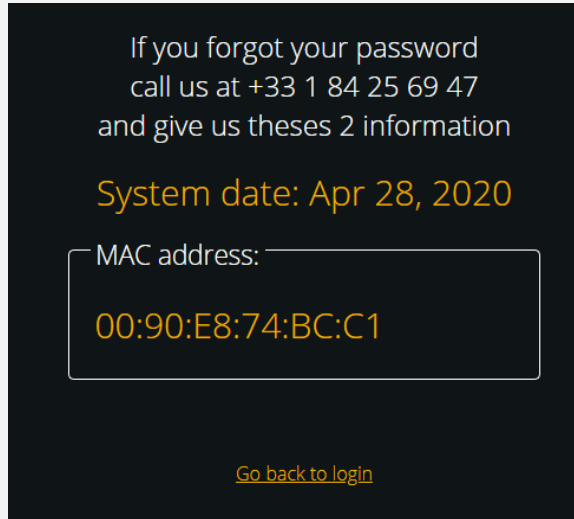 If you forgot your password
call us at +33 1 84 25 69 47
and give us theses 2 information
System date: Apr 28, 2020
MAC address:
00:90:E8:74:BC:C1
Go back to login